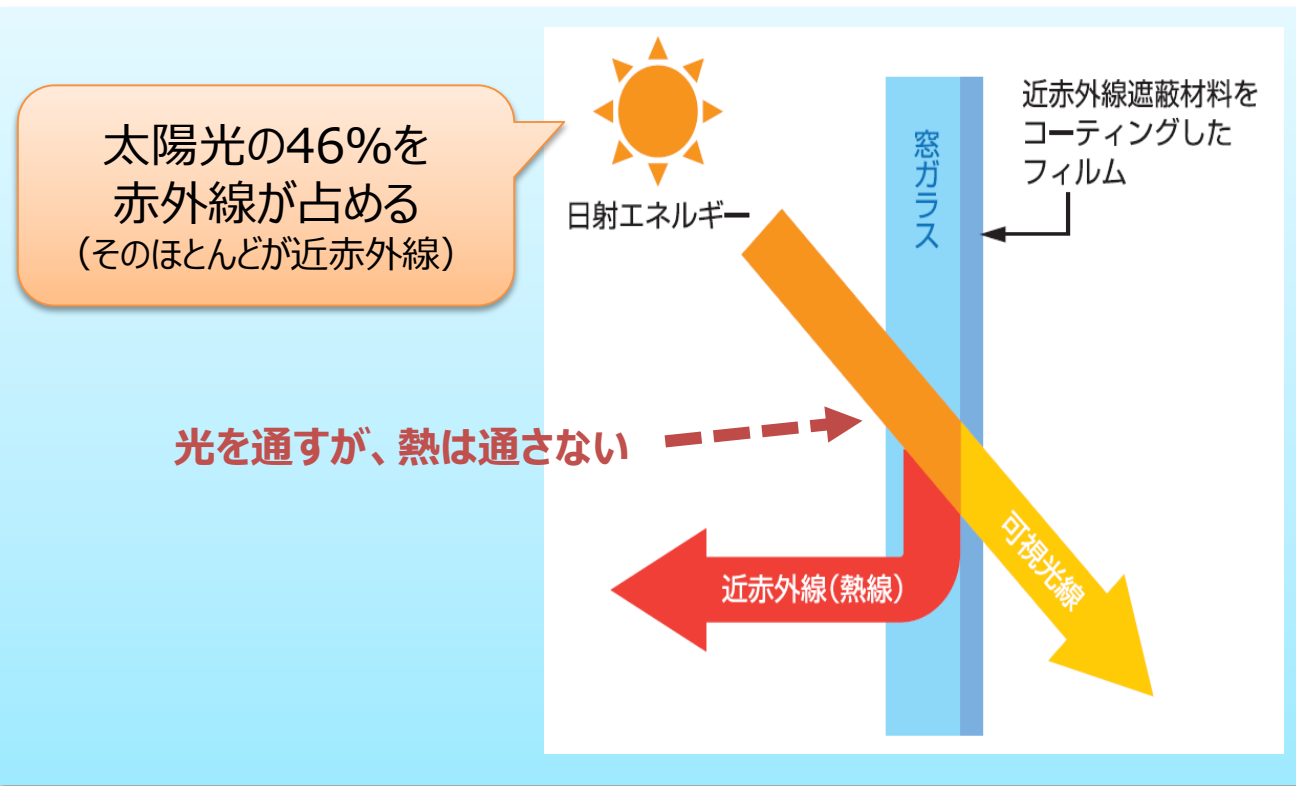 太陽光の46%を
赤外線が占める
(そのほとんどが近赤外線)
日射エネルギー
窓ガラス
近赤外線遮蔽材料を
コーティングした
フィルム
光を通すが、熱は通さない
近赤外線(熱線)
可視光線